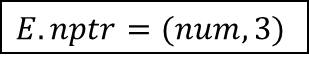 E.nptr = (num, 3)